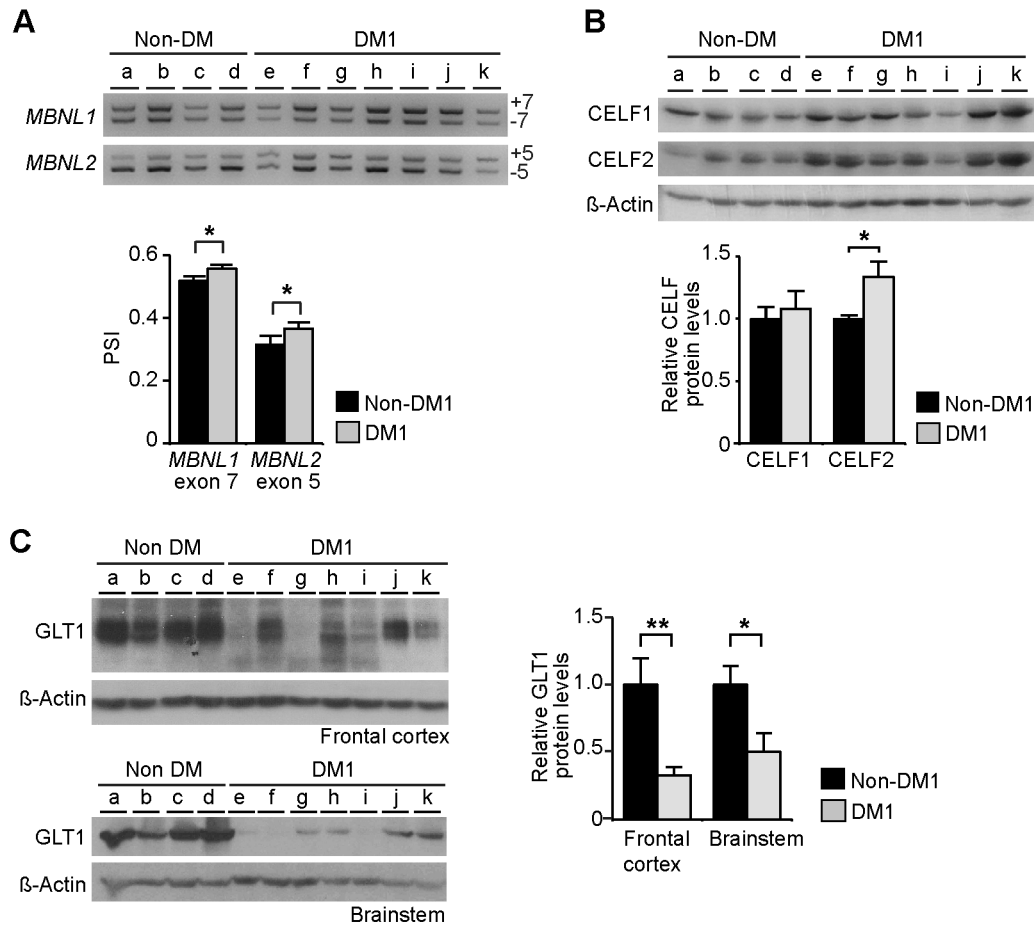 A
Non-DM DM1
a b c d e f g h i j k
MBNL1 +7
-7
MBNL2 +5
-5
PSI
0.6
0.4
0.2
0
* *
MBNL1 MBNL2
exon 7 exon 5
Non-DM1
DM1
B
Non-DM DM1
a b c d e f g h i j k
CELF1
CELF2
ß-Actin
Relative CELF
protein levels
1.5
1.0
0.5
0
*
CELF1 CELF2
Non-DM1
DM1
C
Non DM DM1
a b c d e f g h i j k
GLT1
ß-Actin
Frontal cortex
Non DM DM1
a b c d e f g h i j k
GLT1
ß-Actin
Brainstem
Relative GLT1
protein levels
1.5
1.0
0.5
0
** *
Frontal Brainstem
cortex
Non-DM1
DM1